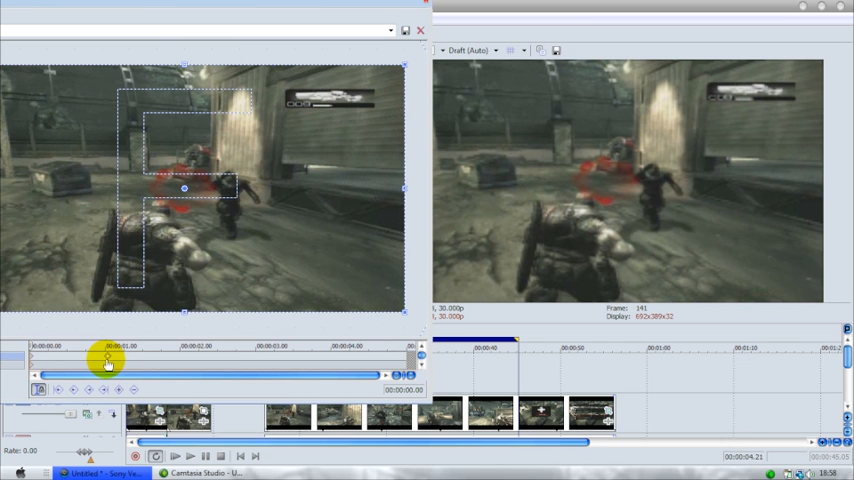 Draft (Auto)
00:00:00.00
00:00:01.00
00:00:02.00
00:00:03.00
00:00:04.00
00:00:00.00
, 30.000p
, 30.000p
Frame: 141
Display: 692x389x32
00:00:40
00:00:50
00:01:00
00:01:10
00:01:2
Rate: 0.00
00:00:04.21
00:00:45.05
Untitled * - Sony Ve...
Camtasia Studio - U...
18:58